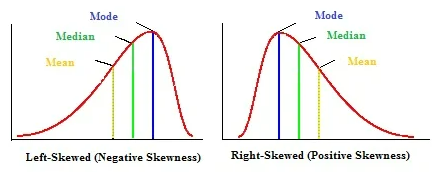 Mode
Median
Mean
Left-Skewed (Negative Skewness)
Mode
Median
Mean
Right-Skewed (Positive Skewness)